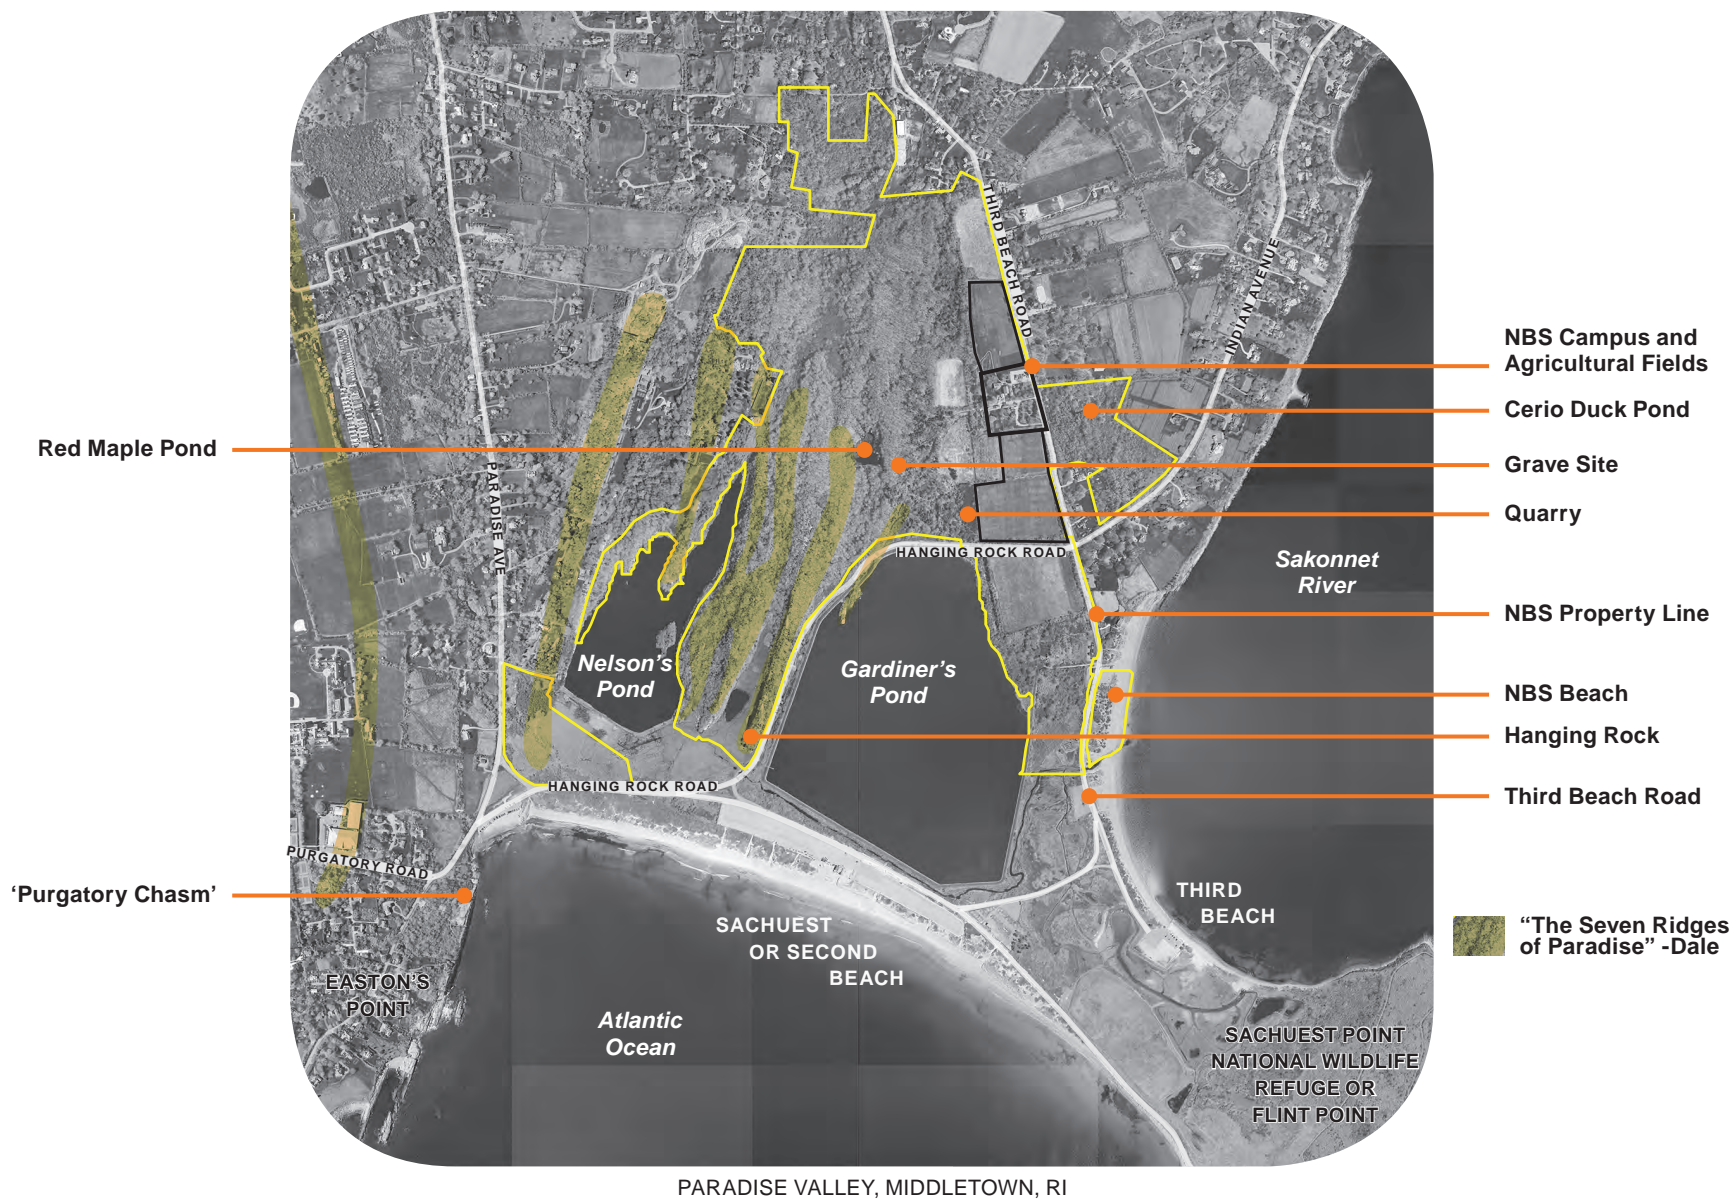 THIRD BEACH ROAD
INDIAN AVENUE
NBS Campus and
Agricultural Fields
Cerio Duck Pond
Red Maple Pond
Grave Site
PARADISE AVE
Quarry
HANGING ROCK ROAD
Sakonnet
River
NBS Property Line
Nelson's
Pond
Gardiner's
Pond
NBS Beach
Hanging Rock
HANGING ROCK ROAD
Third Beach Road
PURGATORY ROAD
‘Purgatory Chasm’
THIRD
BEACH
SACHUEST
OR SECOND
BEACH
“The Seven Ridges
of Paradise” -Dale
EASTON'S
POINT
Atlantic
Ocean
SACHUEST POINT
NATIONAL WILDLIFE
REFUGE OR
FLINT POINT
PARADISE VALLEY, MIDDLETOWN, RI